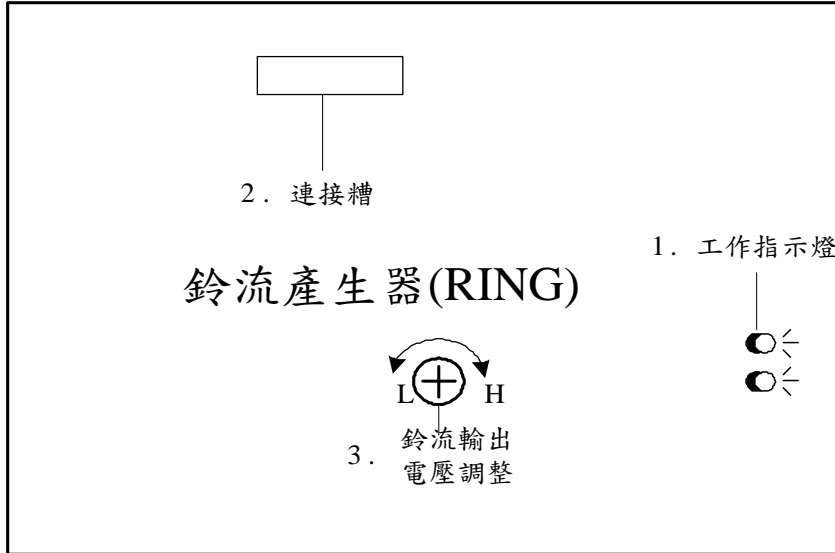 2. 連接糟
1. 工作指示燈
鈴流產生器(RING)
L H
3. 鈴流輸出
電壓調整